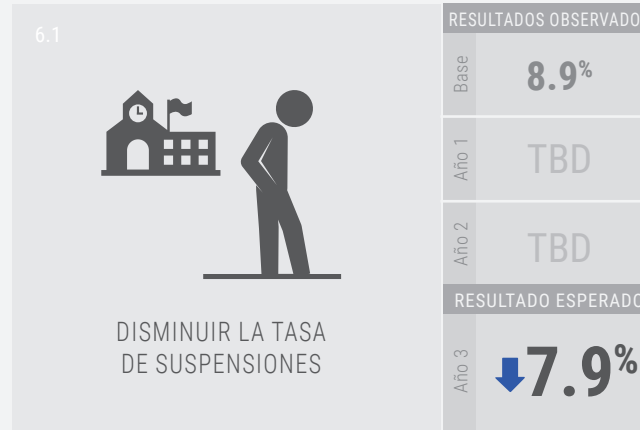 6.1
DISMINUIR LA TASA
DE SUSPENSIONES
RESULTADOS OBSERVADO
Base
8.9%
Año 1
TBD
Año 2
TBD
RESULTADO ESPERADO
Año 3
7.9%